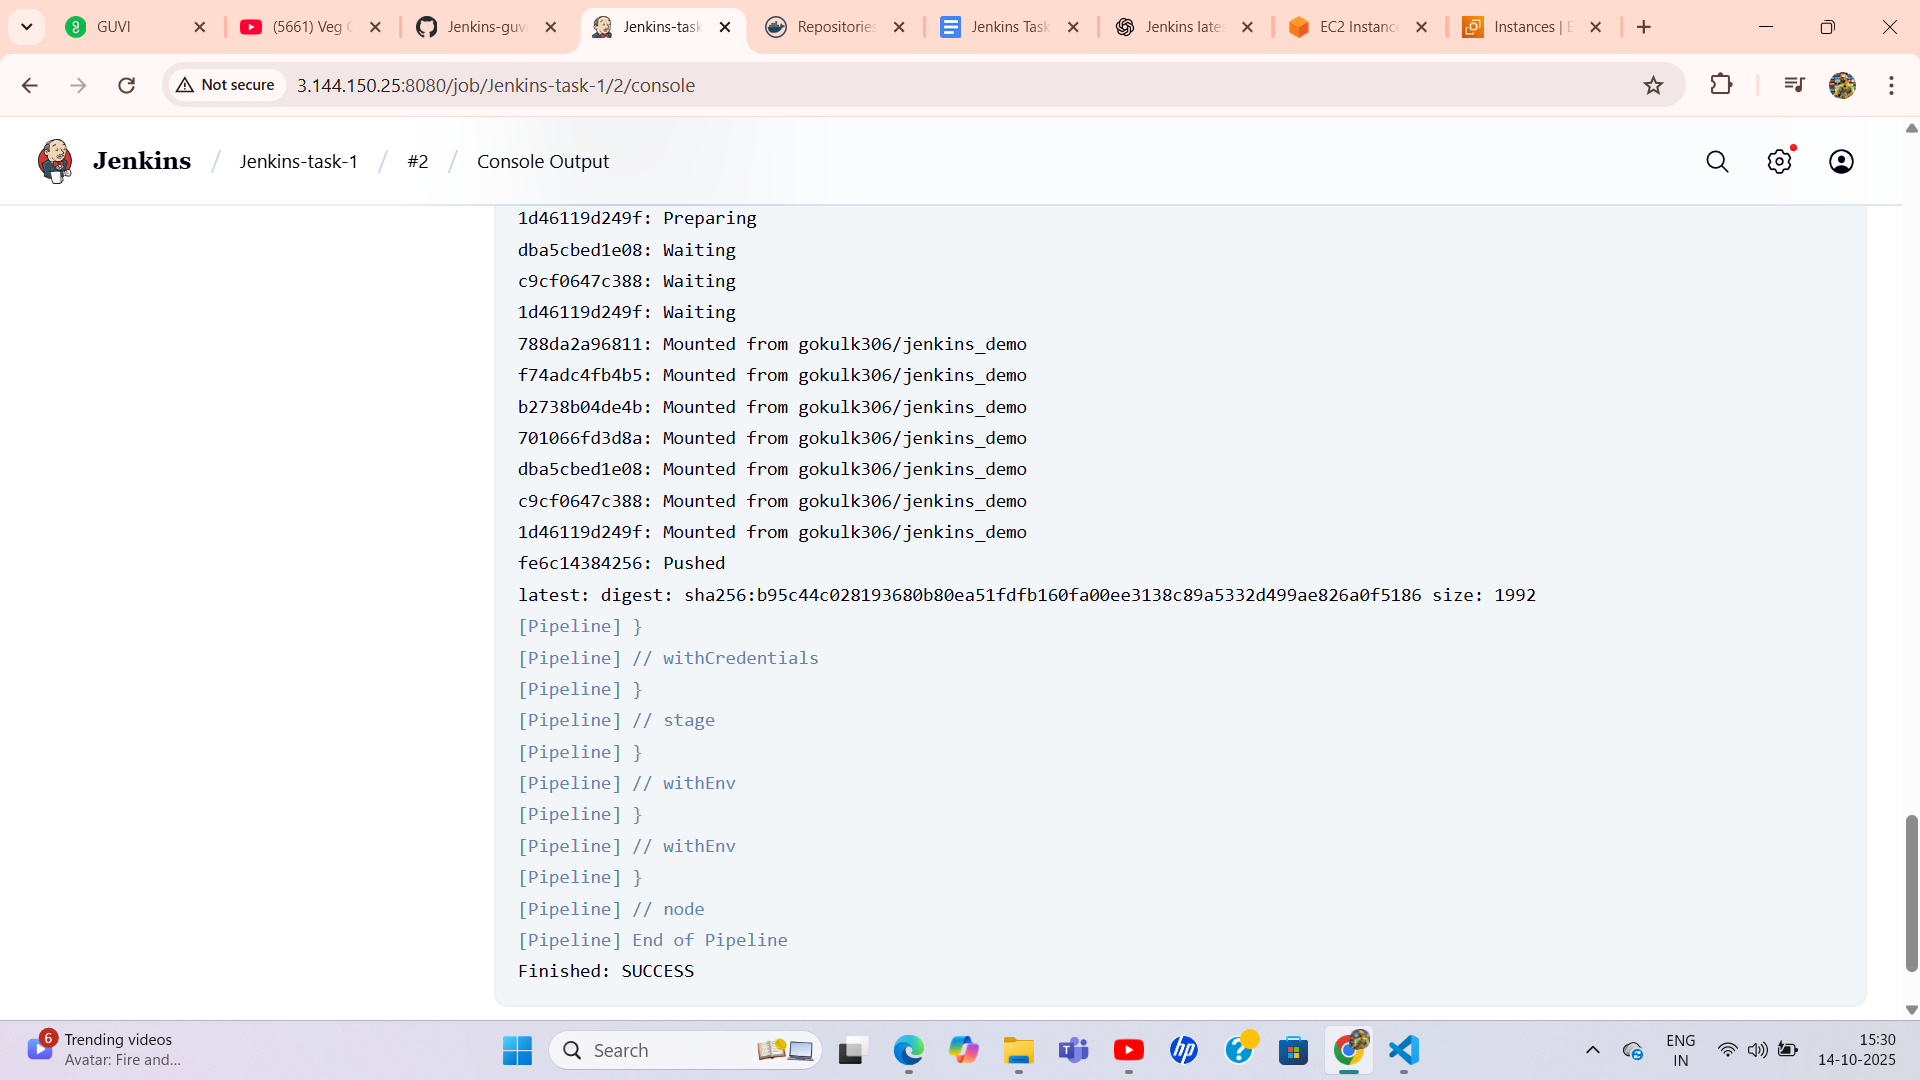 GUVI
(5661) Veg C
Jenkins-guvi
Jenkins-task
Repositories
Jenkins Task
Jenkins late
EC2 Instance
Instances | E
Not secure
3.144.150.25:8080/job/Jenkins-task-1/2/console
Jenkins / Jenkins-task-1 / #2 / Console Output
1d46119d249f: Preparing
dba5cbed1e08: Waiting
c9cf0647c388: Waiting
1d46119d249f: Waiting
788da2a96811: Mounted from gokulk306/jenkins_demo
f74adc4fb4b5: Mounted from gokulk306/jenkins_demo
b2738b04de4b: Mounted from gokulk306/jenkins_demo
701066fd3d8a: Mounted from gokulk306/jenkins_demo
dba5cbed1e08: Mounted from gokulk306/jenkins_demo
c9cf0647c388: Mounted from gokulk306/jenkins_demo
1d46119d249f: Mounted from gokulk306/jenkins_demo
fe6c14384256: Pushed
latest: digest: sha256:b95c44c028193680b80ea51fdfb160fa00ee3138c89a5332d499ae826a0f5186 size: 1992
[Pipeline] }
[Pipeline] // withCredentials
[Pipeline] }
[Pipeline] // stage
[Pipeline] }
[Pipeline] // withEnv
[Pipeline] }
[Pipeline] // withEnv
[Pipeline] }
[Pipeline] // node
[Pipeline] End of Pipeline
Finished: SUCCESS
6
Trending videos
Avatar: Fire and...
Search
hp
ENG
IN
15:30
14-10-2025